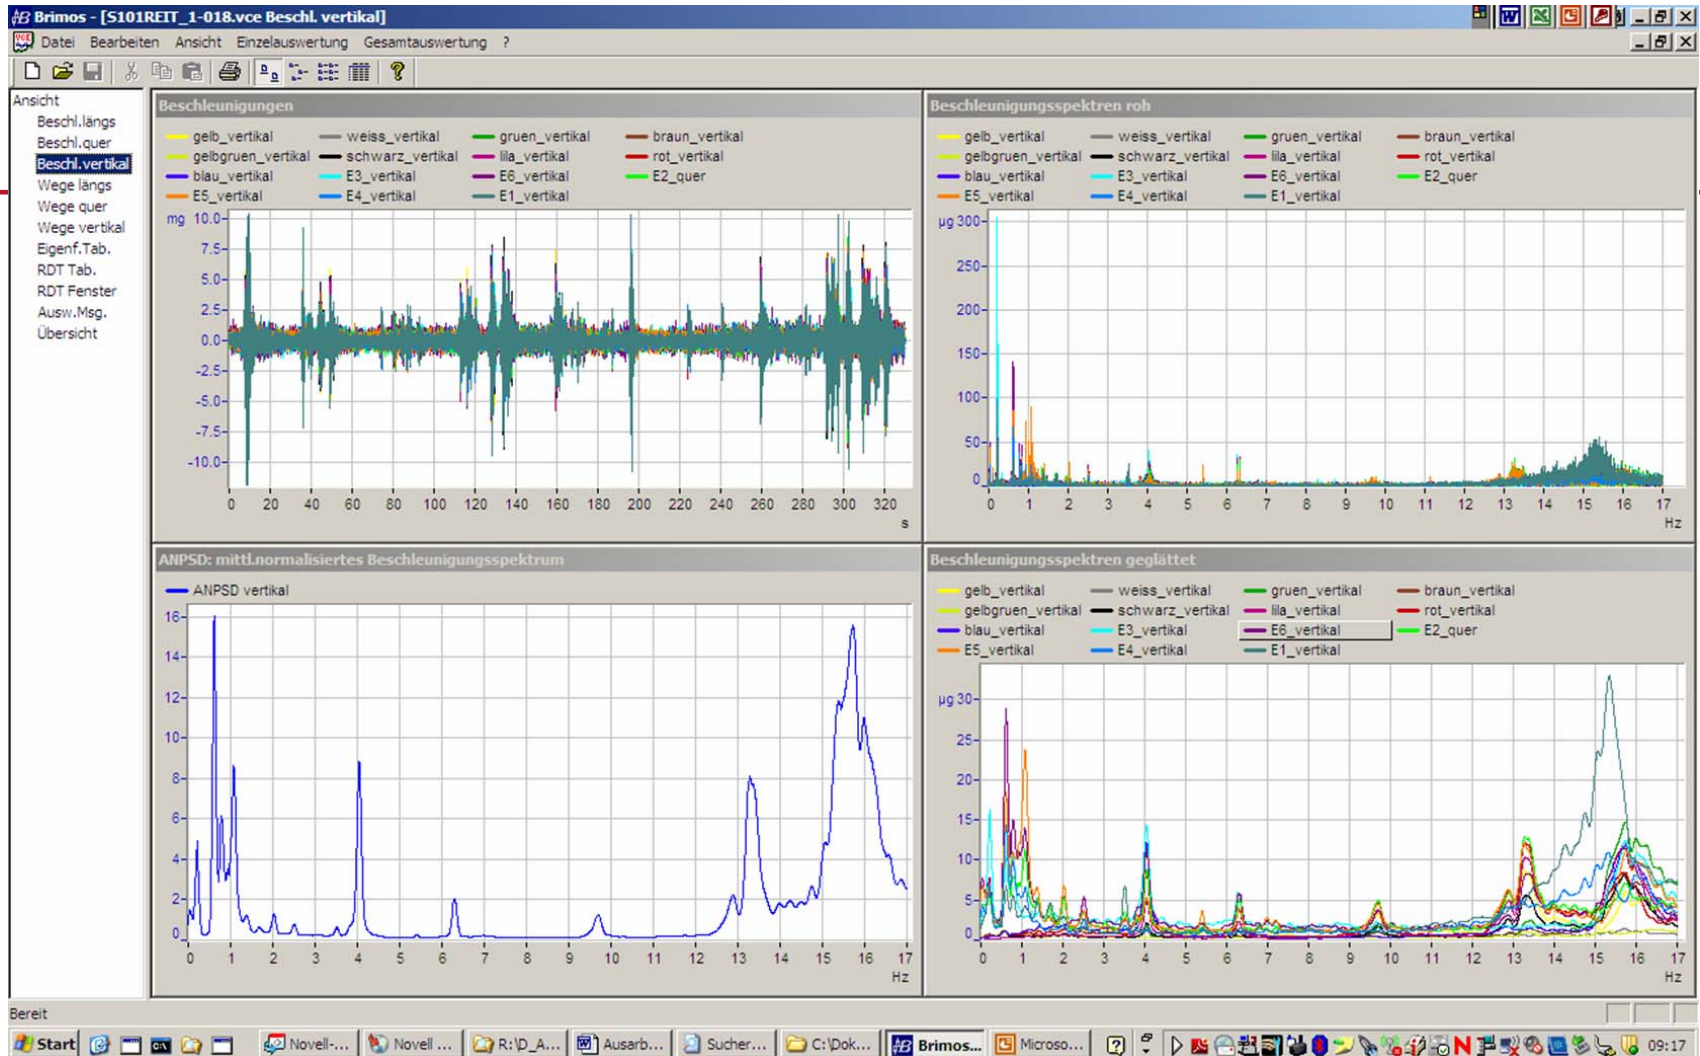 Brimos - [S101REIT_1-018.vce Beschl. vertikal]
Datei Bearbeiten Ansicht Einzelauswertung Gesamtauswertung ?
Ansicht
Beschl.längs
Beschl.quer
Beschl.vertikal
Wege längs
Wege quer
Wege vertikal
Eigenf.Tab.
RDT Tab.
RDT Fenster
Ausw.Msg.
Übersicht
Beschleunigungen
gelb_vertikal weiss_vertikal gruen_vertikal braun_vertikal
gelbgruen_vertikal schwarz_vertikal lila_vertikal rot_vertikal
blau_vertikal E3_vertikal E6_vertikal E2_quer
E5_vertikal E4_vertikal E1_vertikal
mg 10.0
7.5
5.0
2.5
0.0
-2.5
-5.0
-7.5
-10.0
0 20 40 60 80 100 120 140 160 180 200 220 240 260 280 300 320
s
Beschleunigungsspektren roh
gelb_vertikal weiss_vertikal gruen_vertikal braun_vertikal
gelbgruen_vertikal schwarz_vertikal lila_vertikal rot_vertikal
blau_vertikal E3_vertikal E6_vertikal E2_quer
E5_vertikal E4_vertikal E1_vertikal
µg 300
250
200
150
100
50
0
0 1 2 3 4 5 6 7 8 9 10 11 12 13 14 15 16 17
Hz
ANPSD: mittl.normalisiertes Beschleunigungsspektrum
ANPSD vertikal
16
14
12
10
8
6
4
2
0
0 1 2 3 4 5 6 7 8 9 10 11 12 13 14 15 16 17
Hz
Beschleunigungsspektren geglättet
gelb_vertikal weiss_vertikal gruen_vertikal braun_vertikal
gelbgruen_vertikal schwarz_vertikal lila_vertikal rot_vertikal
blau_vertikal E3_vertikal E6_vertikal E2_quer
E5_vertikal E4_vertikal E1_vertikal
µg 30
25
20
15
10
5
0
0 1 2 3 4 5 6 7 8 9 10 11 12 13 14 15 16 17
Hz
Bereit
Start Novell-... Novell ... R:\D_A... Ausarb... Sucher... C:\Dok... Brimos... Microso... 09:17